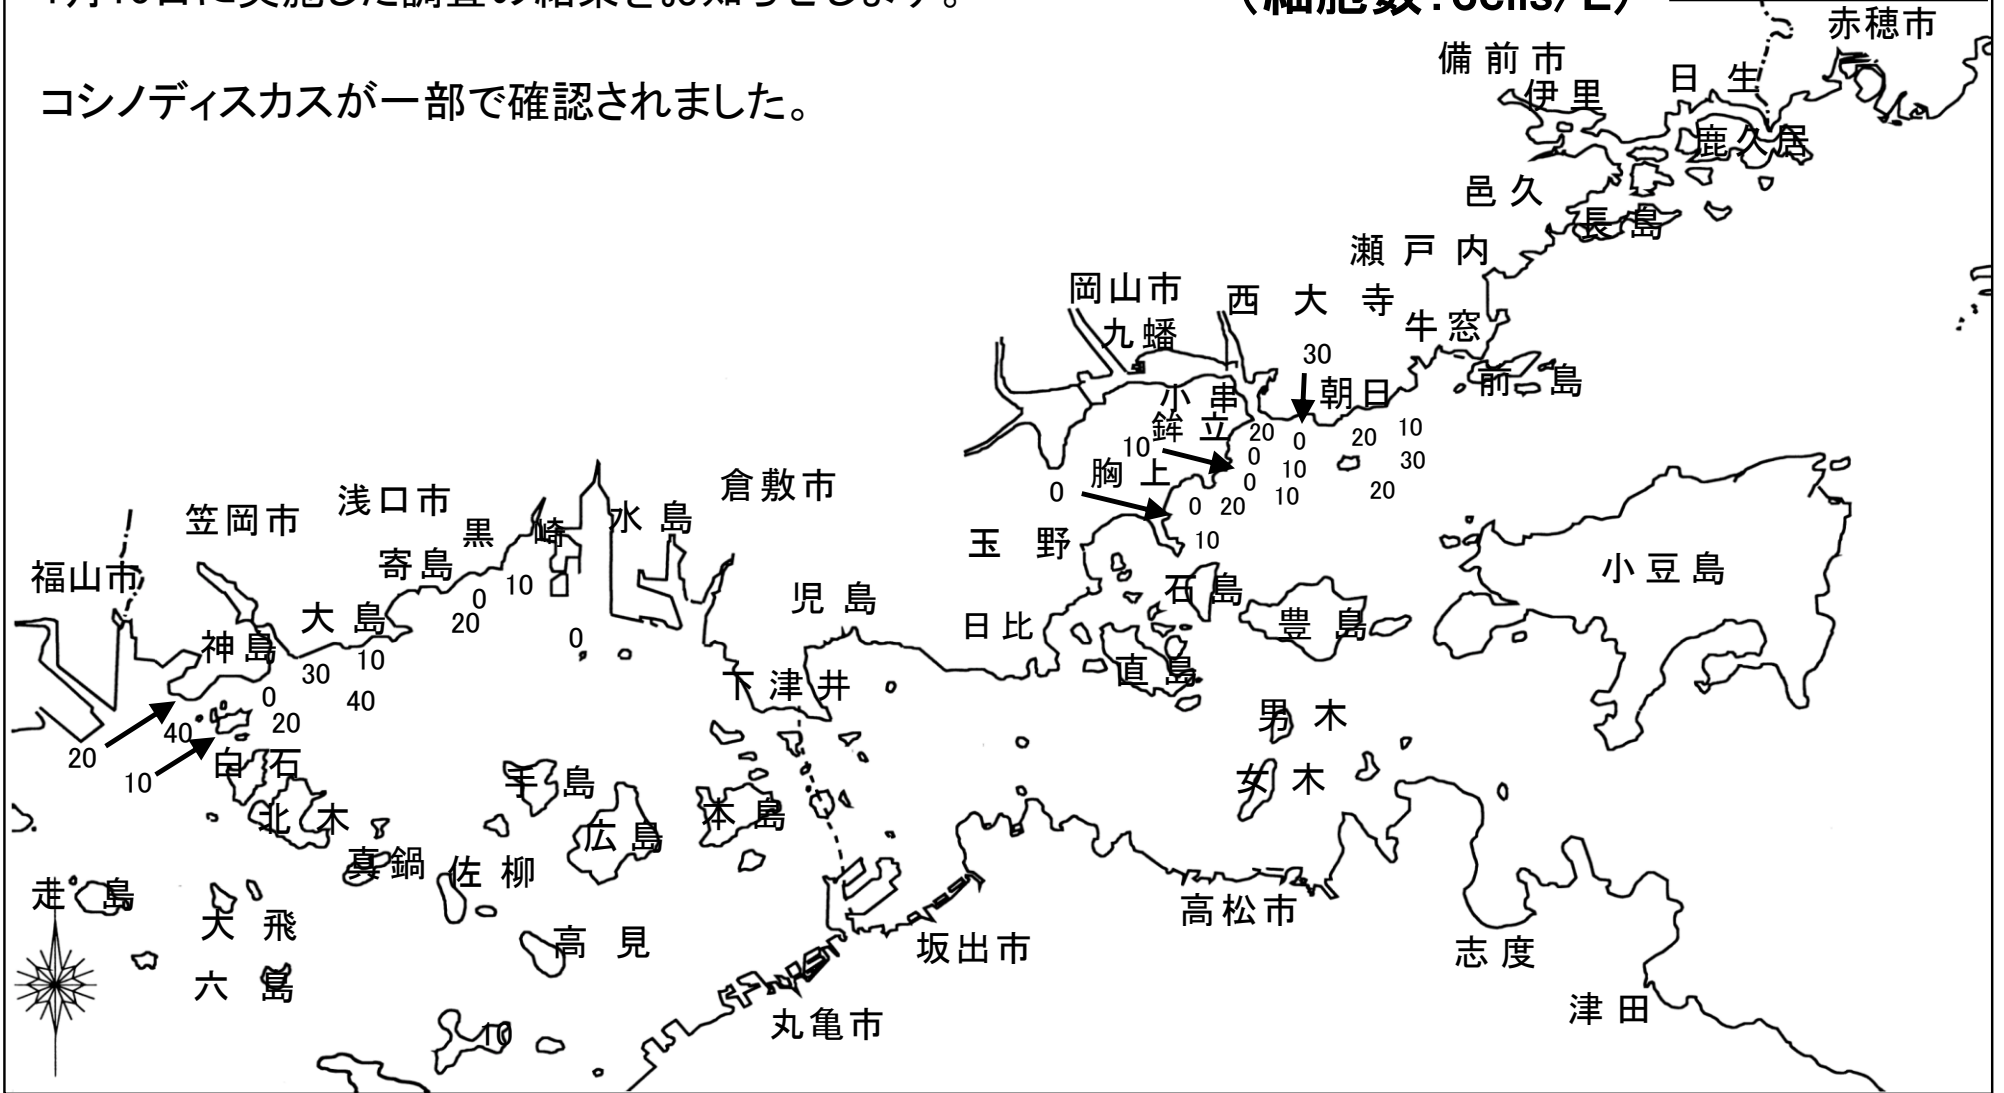 コシノディスカスが一部で確認されました。
赤穂市
備前市
日生
伊里
鹿久居
邑久
長島
瀬戸内
岡山市
西大寺
九蟠
牛窓
30
前島
朝日
小串
鉾立
20 0 20 10
10
0 10 30
胸上
0 10 20
0
0 20
10
倉敷市
浅口市
笠岡市
黒崎
水島
玉野
寄島
福山市
石島
小豆島
10
0
児島
大島
20
日比
豊島
0
神島
10
30
直島
下津井
0
40
20
男木
40
20
白石
10
女木
手島
北木
本島
広島
真鍋
佐柳
走島
大飛
高松市
高見
坂出市
志度
六島
津田
丸亀市
10